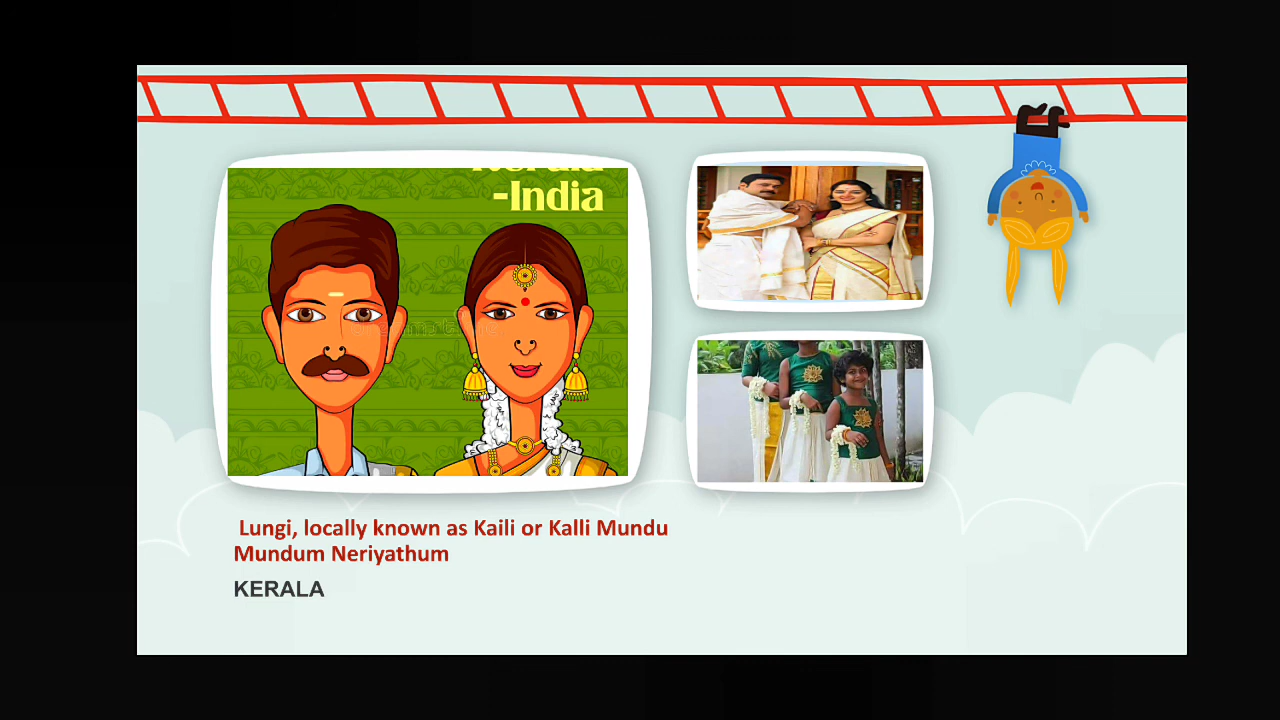 -India
Lungi, locally known as Kaili or Kalli Mundu
Mundum Neriyathum
KERALA